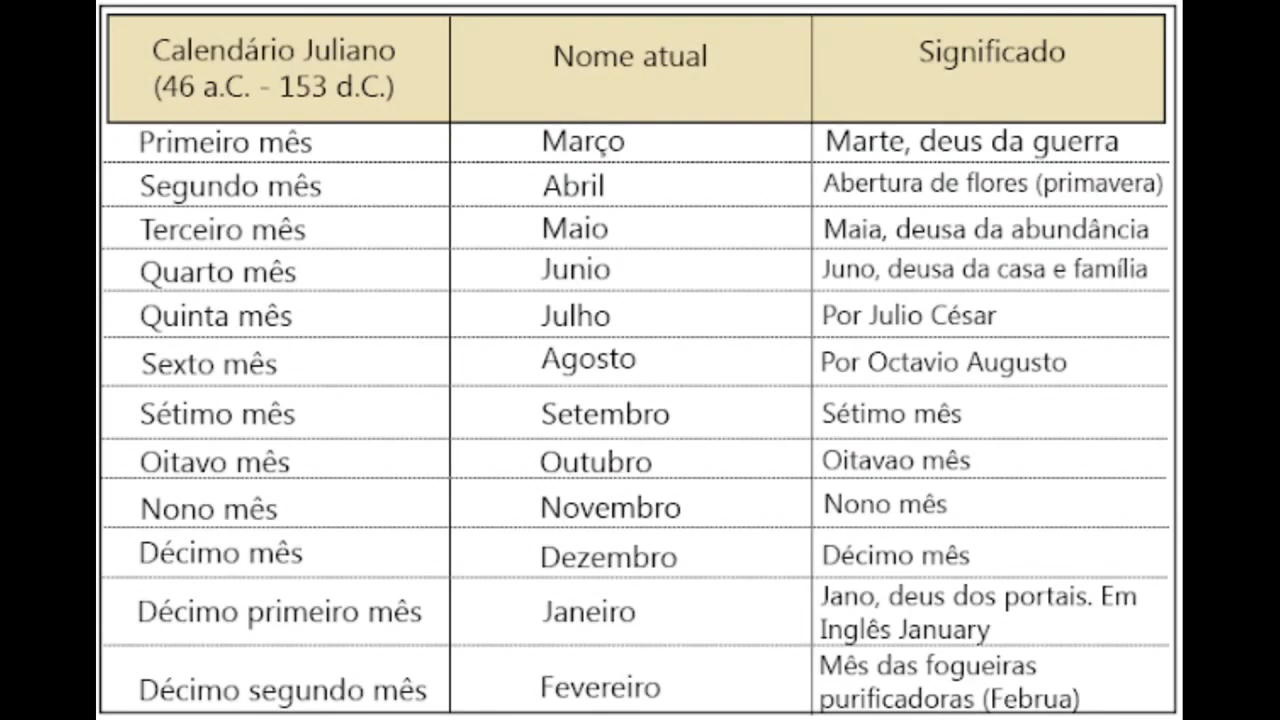 Calendário Juliano
(46 a.C. - 153 d.C.)
Nome atual
Significado
Primeiro mês
Março
Marte, deus da guerra
Segundo mês
Abril
Abertura de flores (primavera)
Terceiro mês
Maio
Maia, deusa da abundância
Quarto mês
Junio
Juno, deusa da casa e família
Quinta mês
Julho
Por Julio César
Sexto mês
Agosto
Por Octavio Augusto
Sétimo mês
Setembro
Sétimo mês
Oitavo mês
Outubro
Oitavao mês
Nono mês
Novembro
Nono mês
Décimo mês
Dezembro
Décimo mês
Décimo primeiro mês
Janeiro
Jano, deus dos portais. Em
Inglês January
Décimo segundo mês
Fevereiro
Mês das fogueiras
purificadoras (Februa)